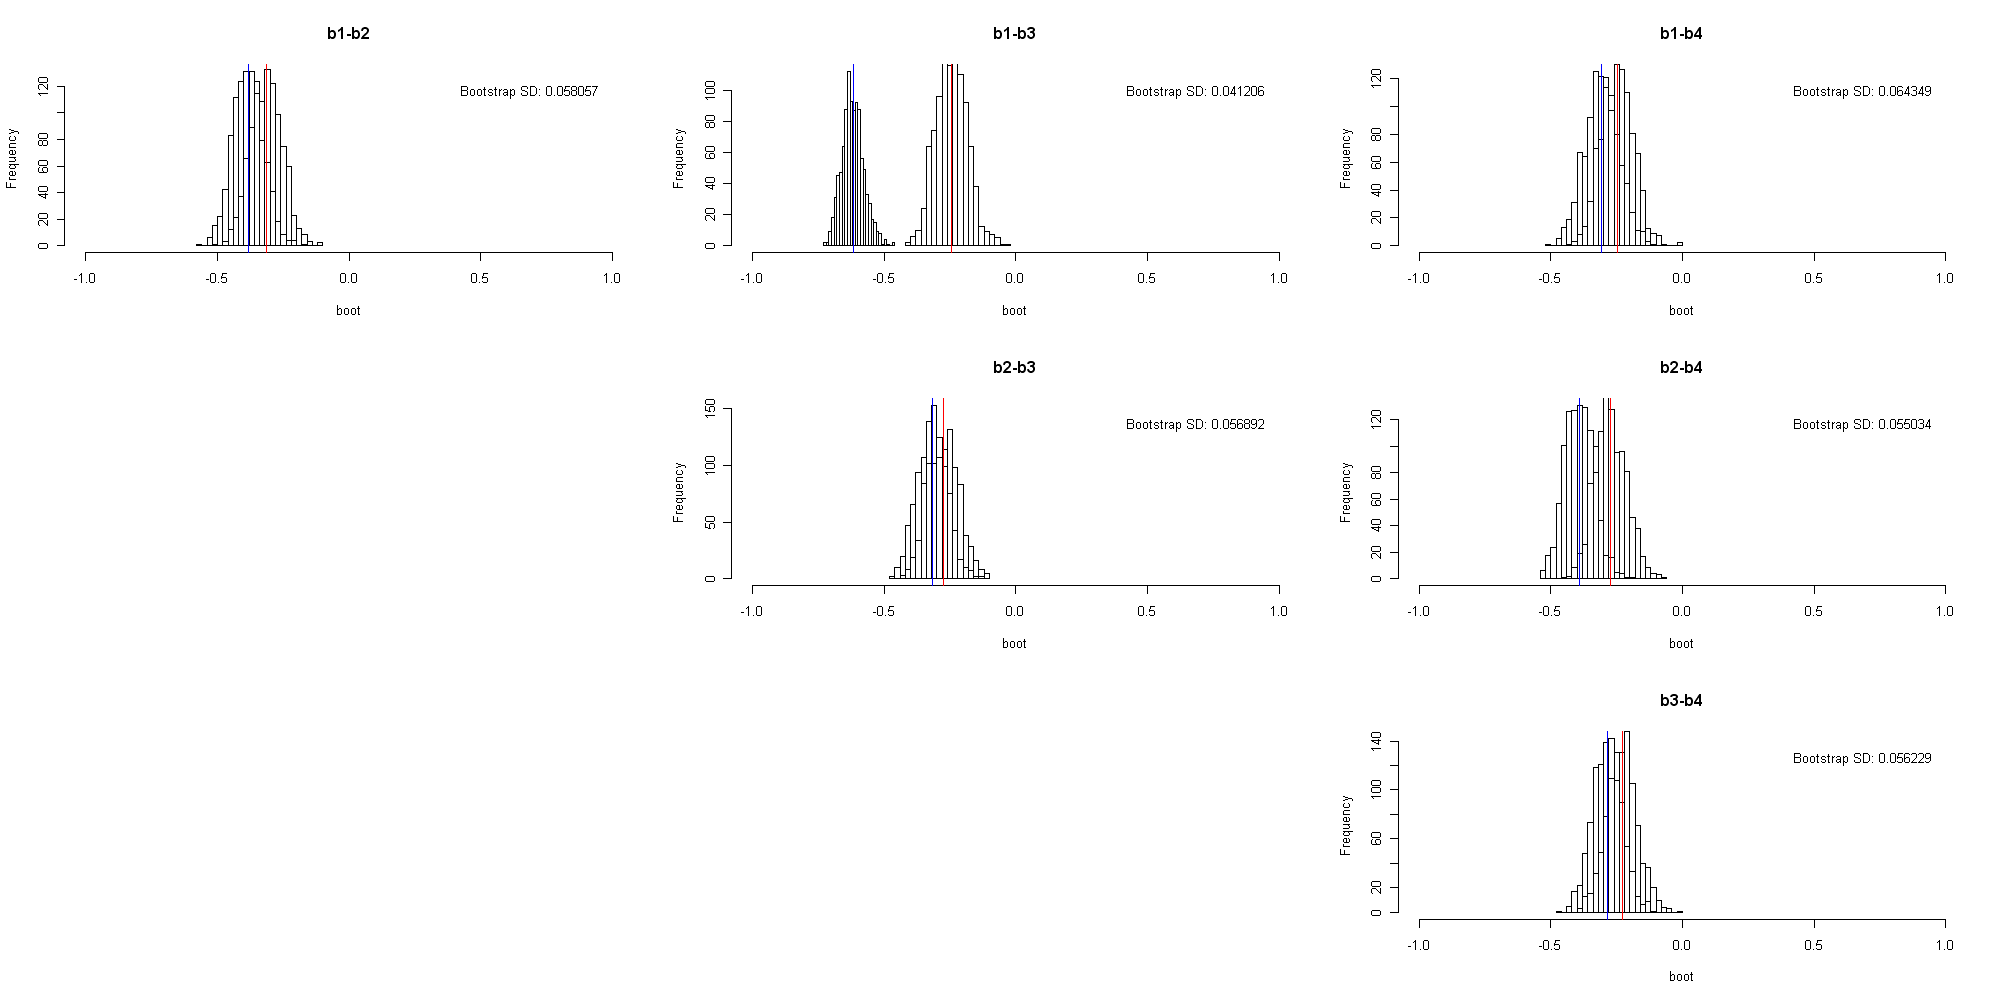 b1-b2
Bootstrap SD: 0.058057
Frequency
0 20 40 60 80 120
-1.0 -0.5 0.0 0.5 1.0
boot
b1-b3
Bootstrap SD: 0.041206
Frequency
0 20 40 60 80 100
-1.0 -0.5 0.0 0.5 1.0
boot
b1-b4
Bootstrap SD: 0.064349
Frequency
0 20 40 60 80 120
-1.0 -0.5 0.0 0.5 1.0
boot
b2-b3
Bootstrap SD: 0.056892
Frequency
0 50 100 150
-1.0 -0.5 0.0 0.5 1.0
boot
b2-b4
Bootstrap SD: 0.055034
Frequency
0 20 40 60 80 120
-1.0 -0.5 0.0 0.5 1.0
boot
b3-b4
Bootstrap SD: 0.056229
Frequency
0 20 60 100 140
-1.0 -0.5 0.0 0.5 1.0
boot